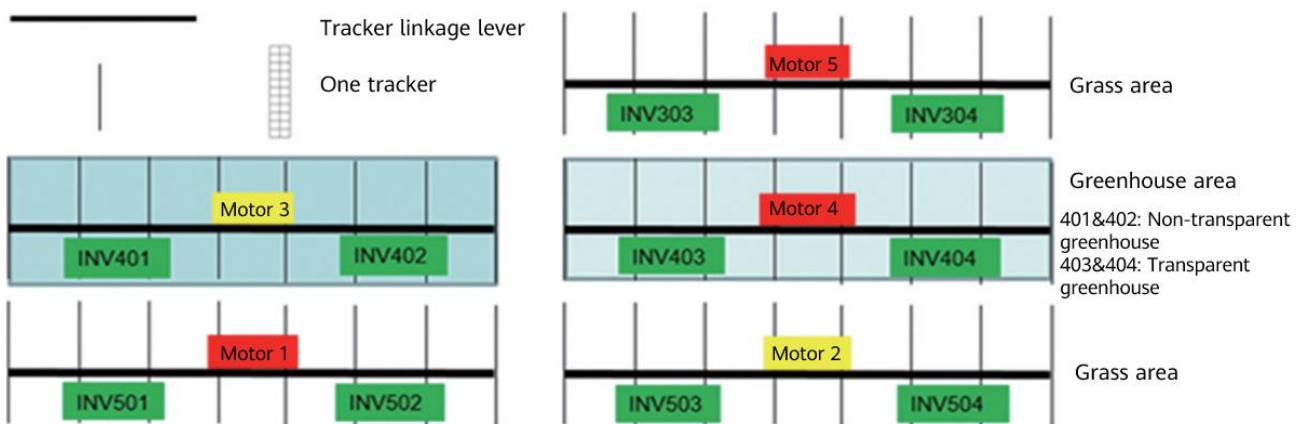 Tracker linkage lever
One tracker
Motor 5
INV303
INV304
Grass area
Motor 3
INV401
INV402
Motor 4
INV403
INV404
Greenhouse area
401&402: Non-transparent
greenhouse
403&404: Transparent
greenhouse
Motor 1
INV501
INV502
Motor 2
INV503
INV504
Grass area